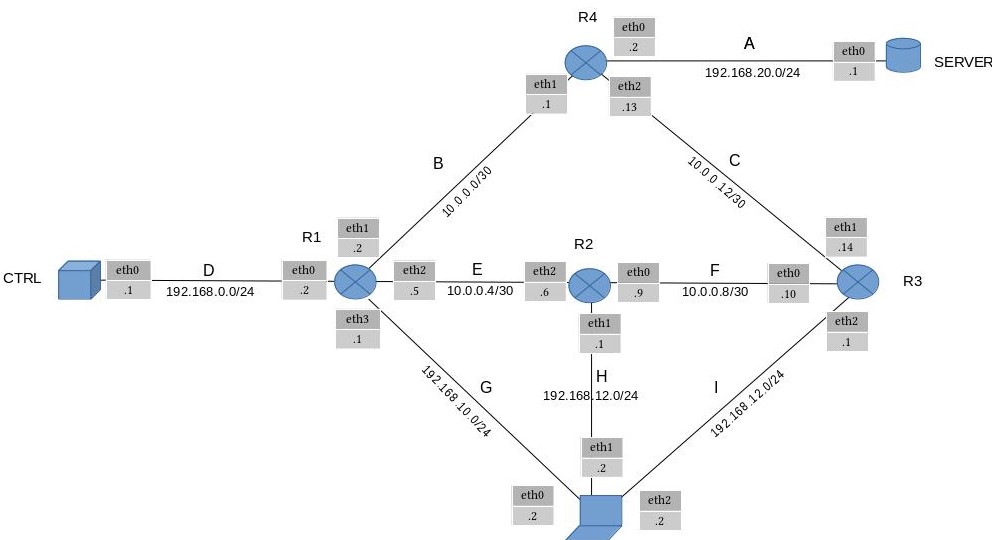 R4
eth0
.2
A
eth0
.1
SERVER
192.168.20.0/24
eth1
.1
eth2
.13
B
10.0.0.0/30
C
10.0.0.12/30
R1
eth1
.2
R2
eth1
.14
CTRL
eth0
.1
D
192.168.0.0/24
eth0
.2
eth2
.5
E
10.0.0.4/30
eth2
.6
eth0
.9
F
10.0.0.8/30
eth0
.10
R3
eth3
.1
eth1
.1
eth2
.1
G
192.168.10.0/24
H
192.168.12.0/24
I
192.168.12.0/24
eth1
.2
eth0
.2
eth2
.2